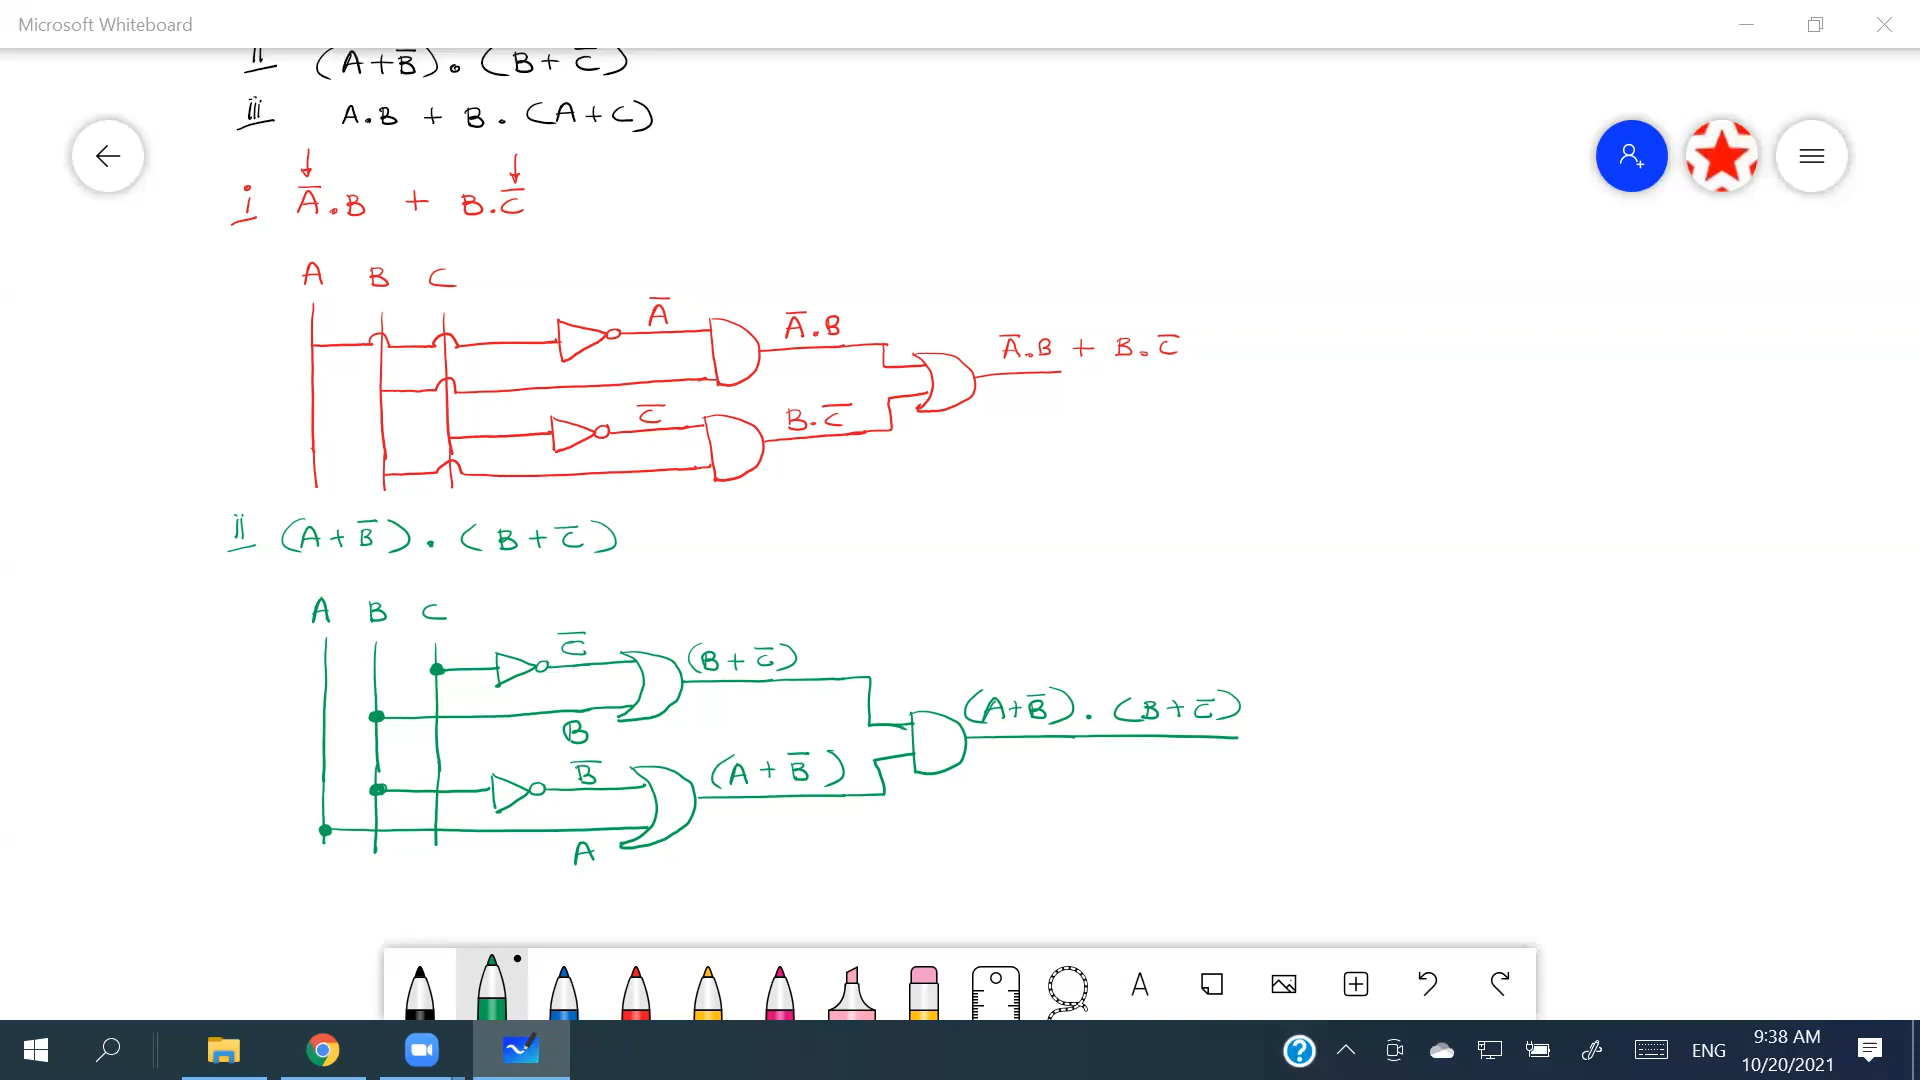 Microsoft Whiteboard
ii (A+B̅).(B+C̅)
iii A.B + B.(A+C)
i A̅.B + B.C̅
A B C
A̅
A̅.B
A̅.B + B.C̅
C̅
B.C̅
ii (A+B̅).(B+C̅)
A B C
C̅
(B+C̅)
B
(A+B̅).(B+C̅)
B̅
(A+B̅)
A
A
ENG
9:38 AM
10/20/2021